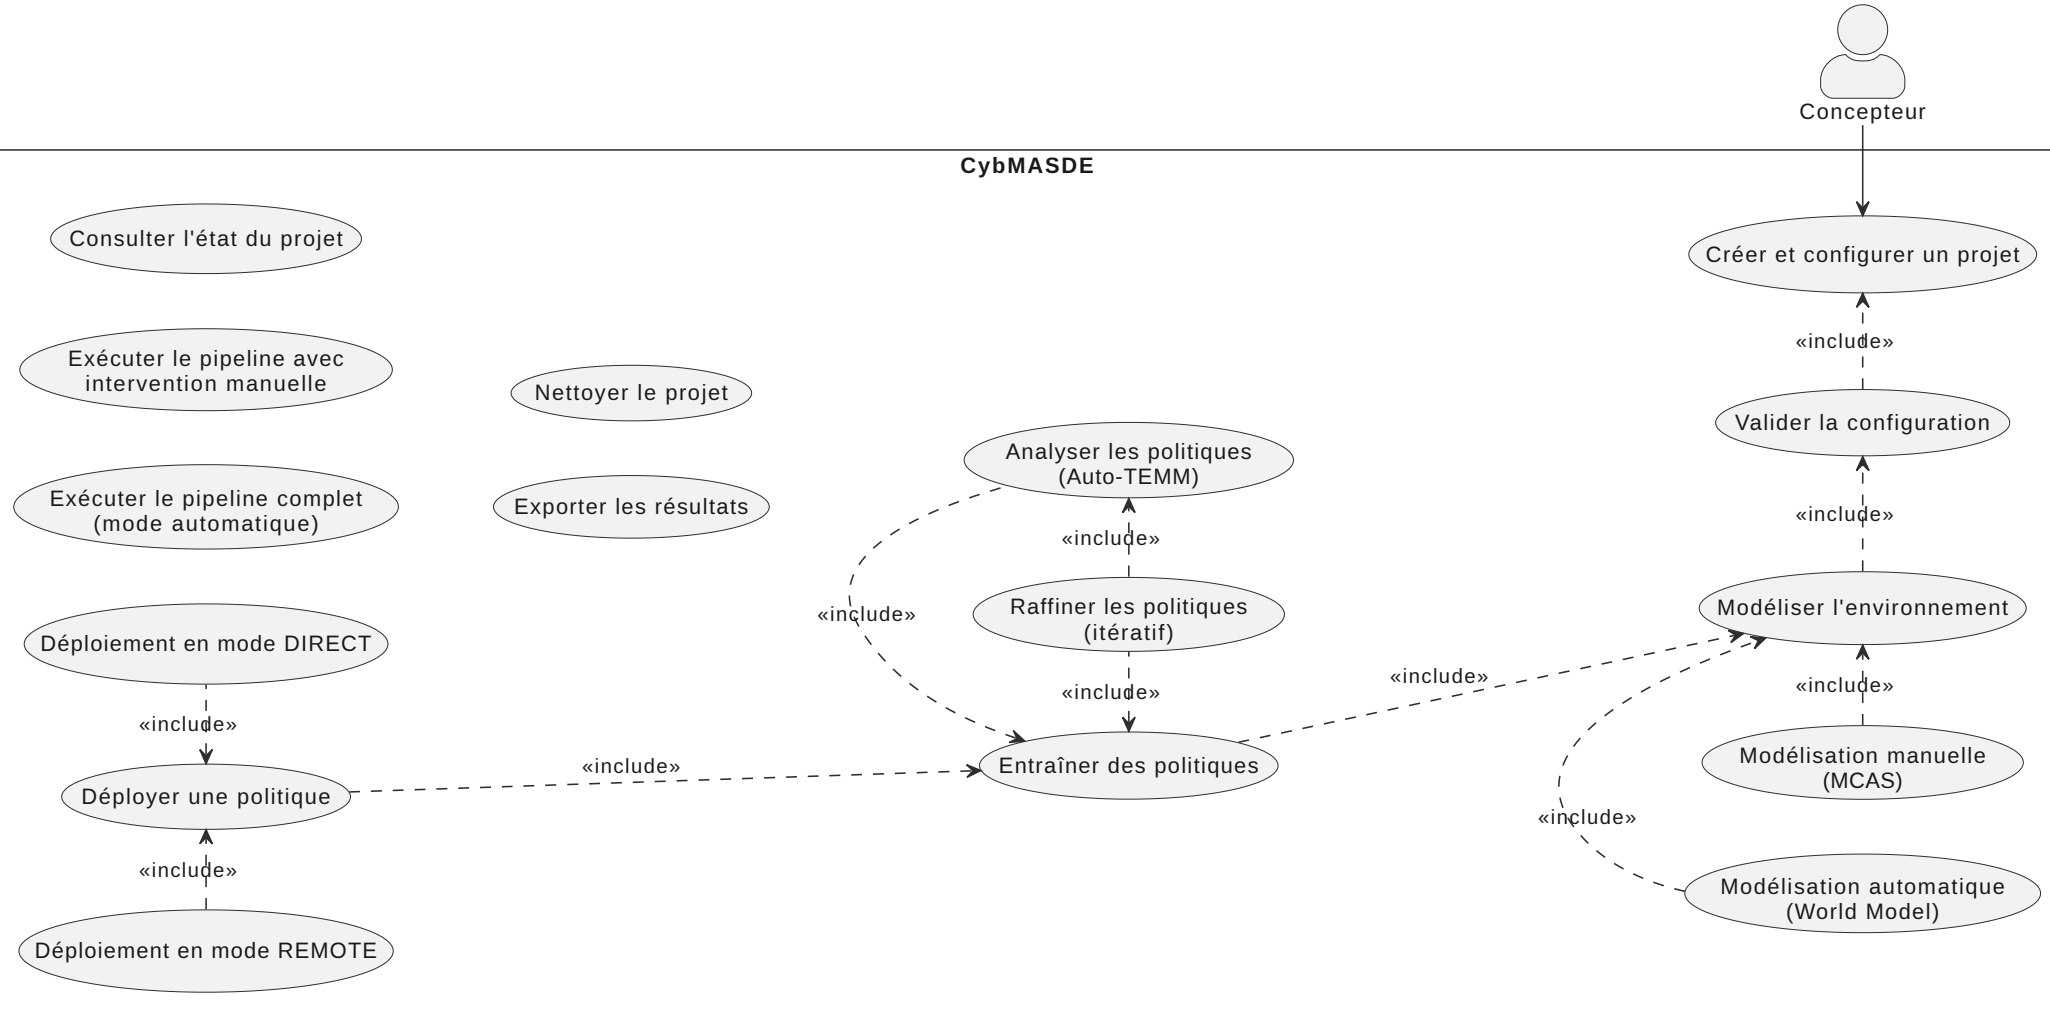 Concepteur
CybMASDE
Consulter l'état du projet
Créer et configurer un projet
«include»
Exécuter le pipeline avec
intervention manuelle
Nettoyer le projet
Valider la configuration
Analyser les politiques
(Auto-TEMM)
Exécuter le pipeline complet
(mode automatique)
Exporter les résultats
«include»
«include»
Modéliser l'environnement
Raffiner les politiques
(itératif)
«include»
Déploiement en mode DIRECT
«include»
«include»
«include»
«include»
Modélisation manuelle
(MCAS)
«include»
Entraîner des politiques
Déployer une politique
«include»
«include»
Modélisation automatique
(World Model)
Déploiement en mode REMOTE